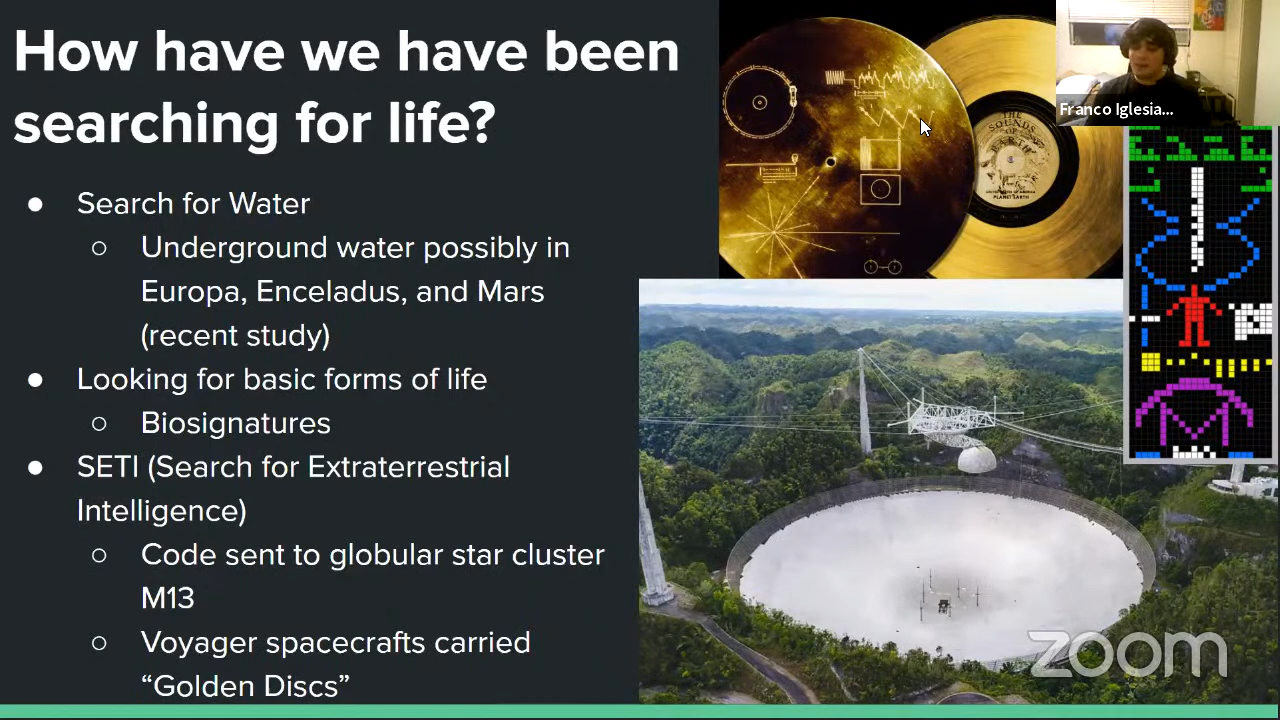 How have we have been
searching for life?
● Search for Water
○ Underground water possibly in
Europa, Enceladus, and Mars
(recent study)
● Looking for basic forms of life
○ Biosignatures
● SETI (Search for Extraterrestrial
Intelligence)
○ Code sent to globular star cluster
M13
○ Voyager spacecrafts carried
“Golden Discs”
THE
SOUNDS
OF
EARTH
UNITED STATES OF AMERICA
PLANET EARTH
Franco Iglesia...
zoom